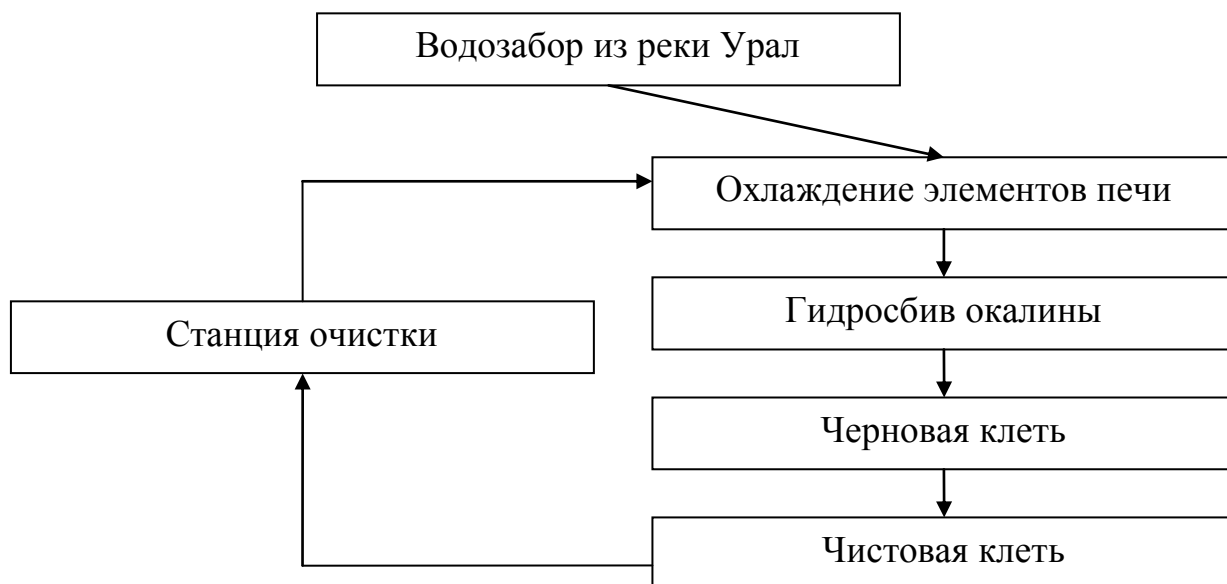 Водозабор из реки Урал
Охлаждение элементов печи
Гидросбив окалины
Станция очистки
Черновая клеть
Чистовая клеть